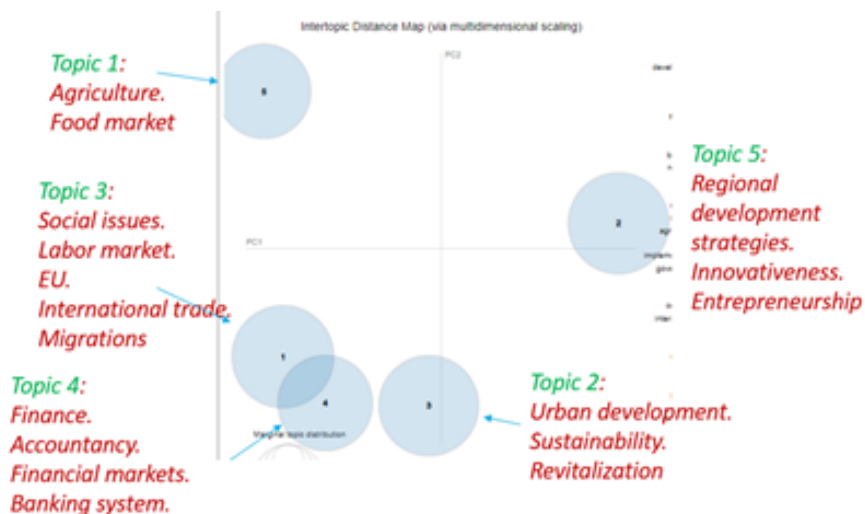 Intertopic Distance Map (via multidimensional scaling)
Topic 1:
Agriculture.
Food market
5
PC2
devel
Topic 5:
Regional
development
strategies.
Innovativeness.
Entrepreneurship
2
Topic 3:
Social issues.
Labor market.
EU.
International trade.
Migrations
PC1
1
4
3
Marginal topic distribution
Topic 4:
Finance.
Accountancy.
Financial markets.
Banking system.
Topic 2:
Urban development.
Sustainability.
Revitalization